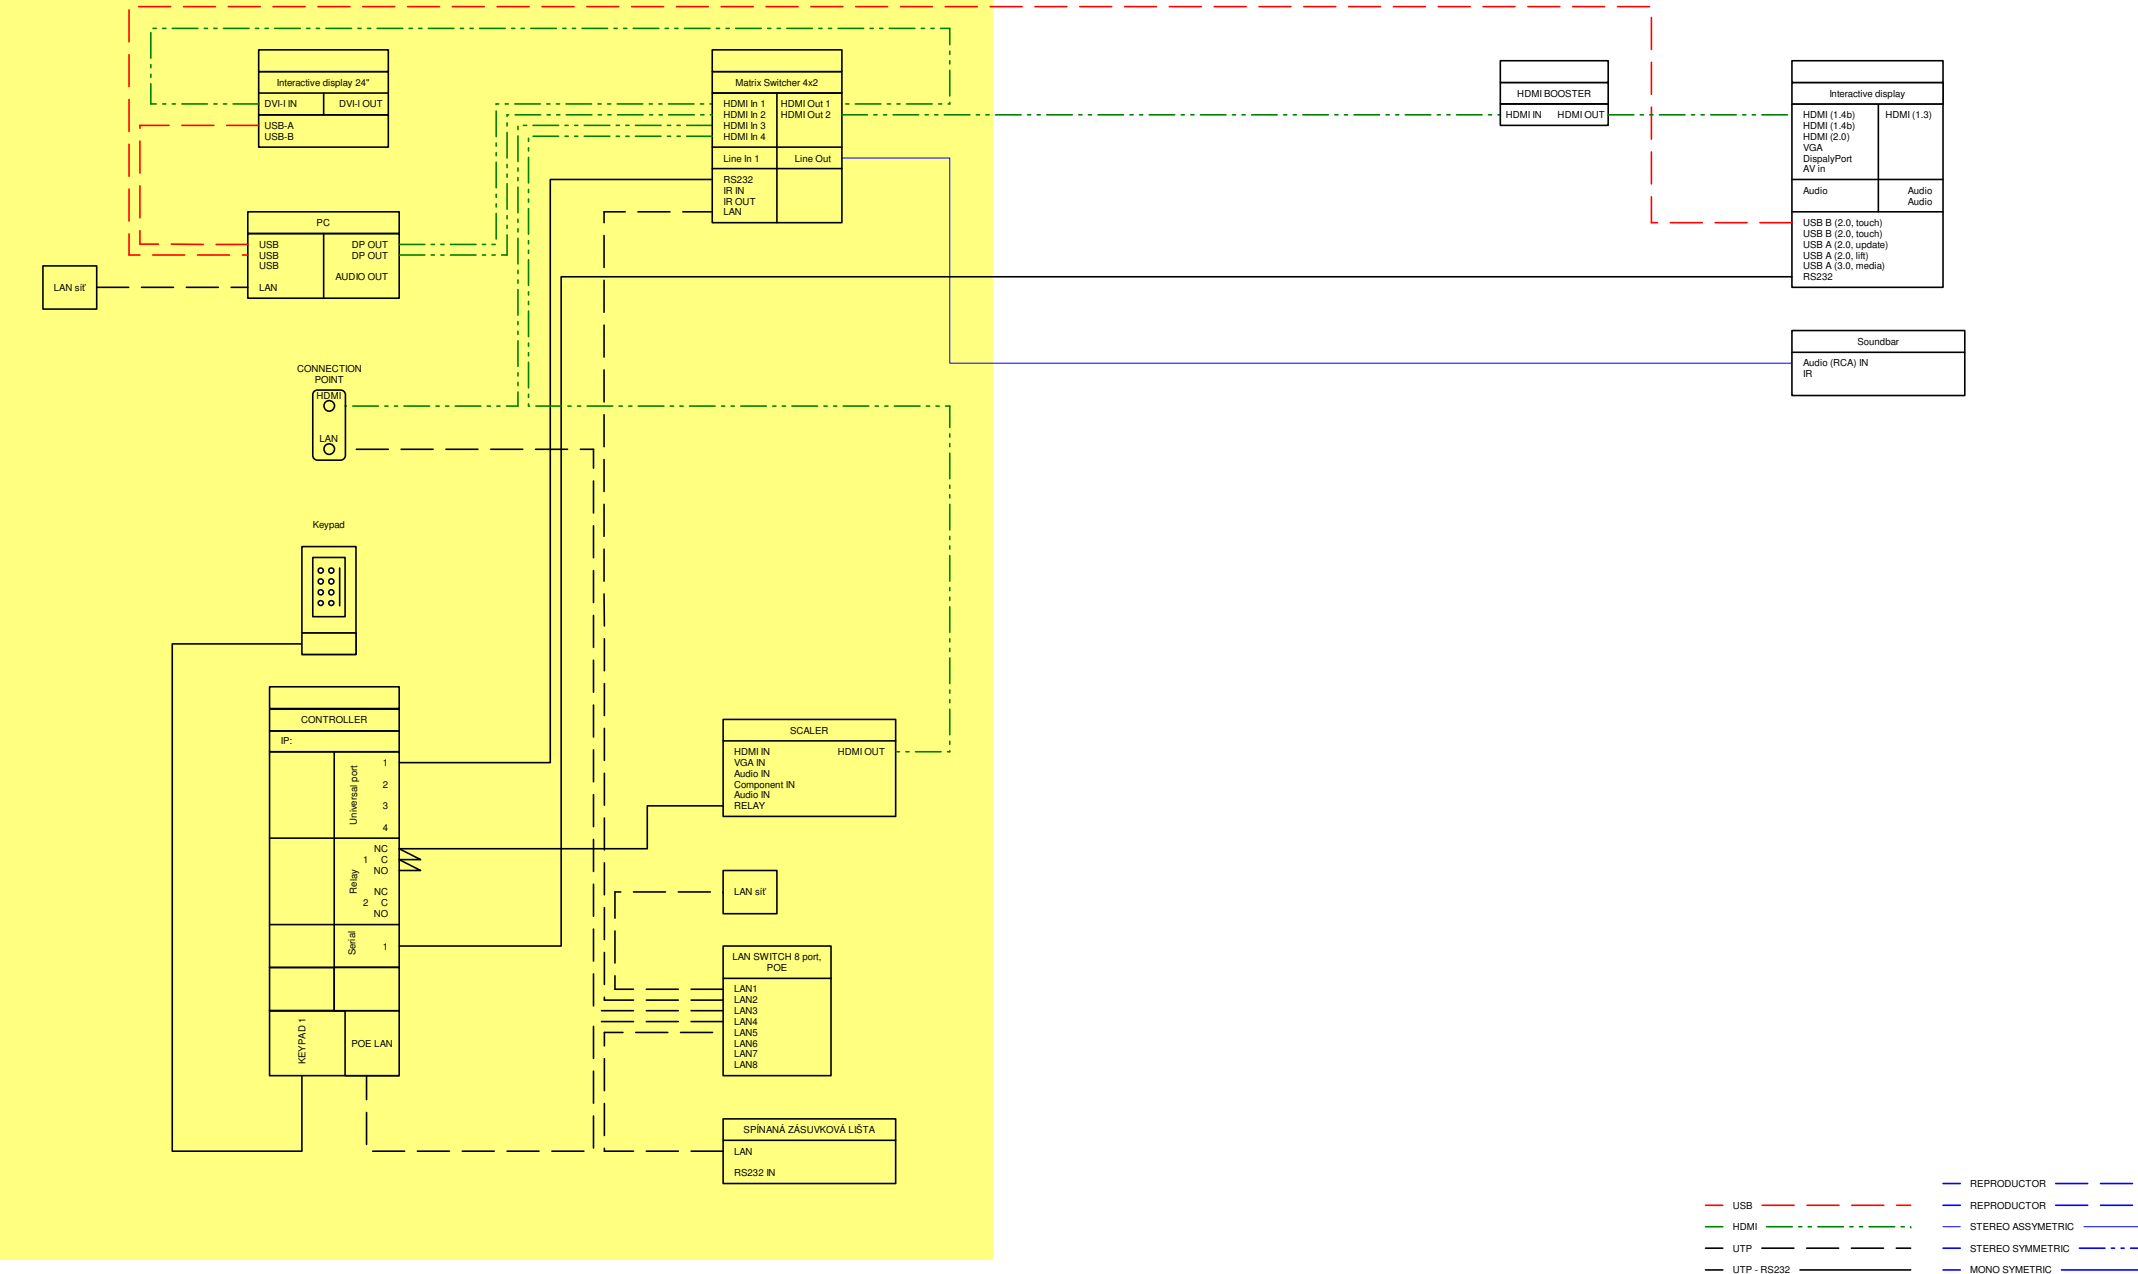 Interactive display 24"
DVI-I IN
DVI-I OUT
USB-A
USB-B
Matrix Switcher 4x2
HDMI In 1
HDMI In 2
HDMI In 3
HDMI In 4
HDMI Out 1
HDMI Out 2
Line In 1
Line Out
RS232
IR IN
IR OUT
LAN
HDMI BOOSTER
HDMI IN
HDMI OUT
Interactive display
HDMI (1.4b)
HDMI (1.4b)
HDMI (2.0)
VGA
DispalyPort
AV in
HDMI (1.3)
Audio
Audio
Audio
USB B (2.0, touch)
USB B (2.0, touch)
USB A (2.0, update)
USB A (2.0, lift)
USB A (3.0, media)
RS232
PC
USB
USB
USB
LAN
DP OUT
DP OUT
AUDIO OUT
LAN síť
Soundbar
Audio (RCA) IN
IR
CONNECTION
POINT
HDMI
LAN
Keypad
CONTROLLER
IP:
Universal port
1
2
3
4
Relay
NC
1 C
NO
NC
2 C
NO
Serial
1
KEYPAD 1
POE LAN
SCALER
HDMI IN
VGA IN
Audio IN
Component IN
Audio IN
RELAY
HDMI OUT
LAN síť
LAN SWITCH 8 port,
POE
LAN1
LAN2
LAN3
LAN4
LAN5
LAN6
LAN7
LAN8
SPÍNANÁ ZÁSUVKOVÁ LIŠTA
LAN
RS232 IN
USB
HDMI
UTP
UTP - RS232
REPRODUCTOR
REPRODUCTOR
STEREO ASSYMETRIC
STEREO SYMMETRIC
MONO SYMETRIC